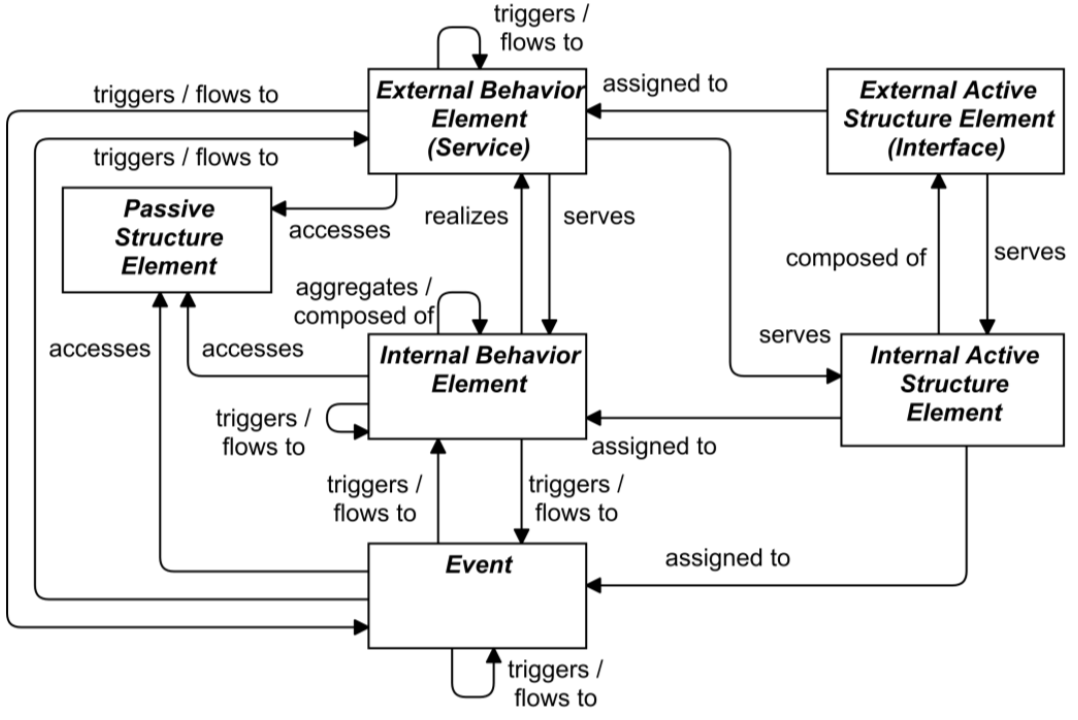 triggers /
flows to
triggers / flows to
External Behavior
Element
(Service)
assigned to
External Active
Structure Element
(Interface)
triggers / flows to
Passive
Structure
Element
accesses
realizes
serves
composed of
serves
aggregates /
composed of
accesses
accesses
serves
Internal Behavior
Element
Internal Active
Structure
Element
triggers /
flows to
assigned to
triggers /
flows to
triggers /
flows to
Event
assigned to
triggers /
flows to